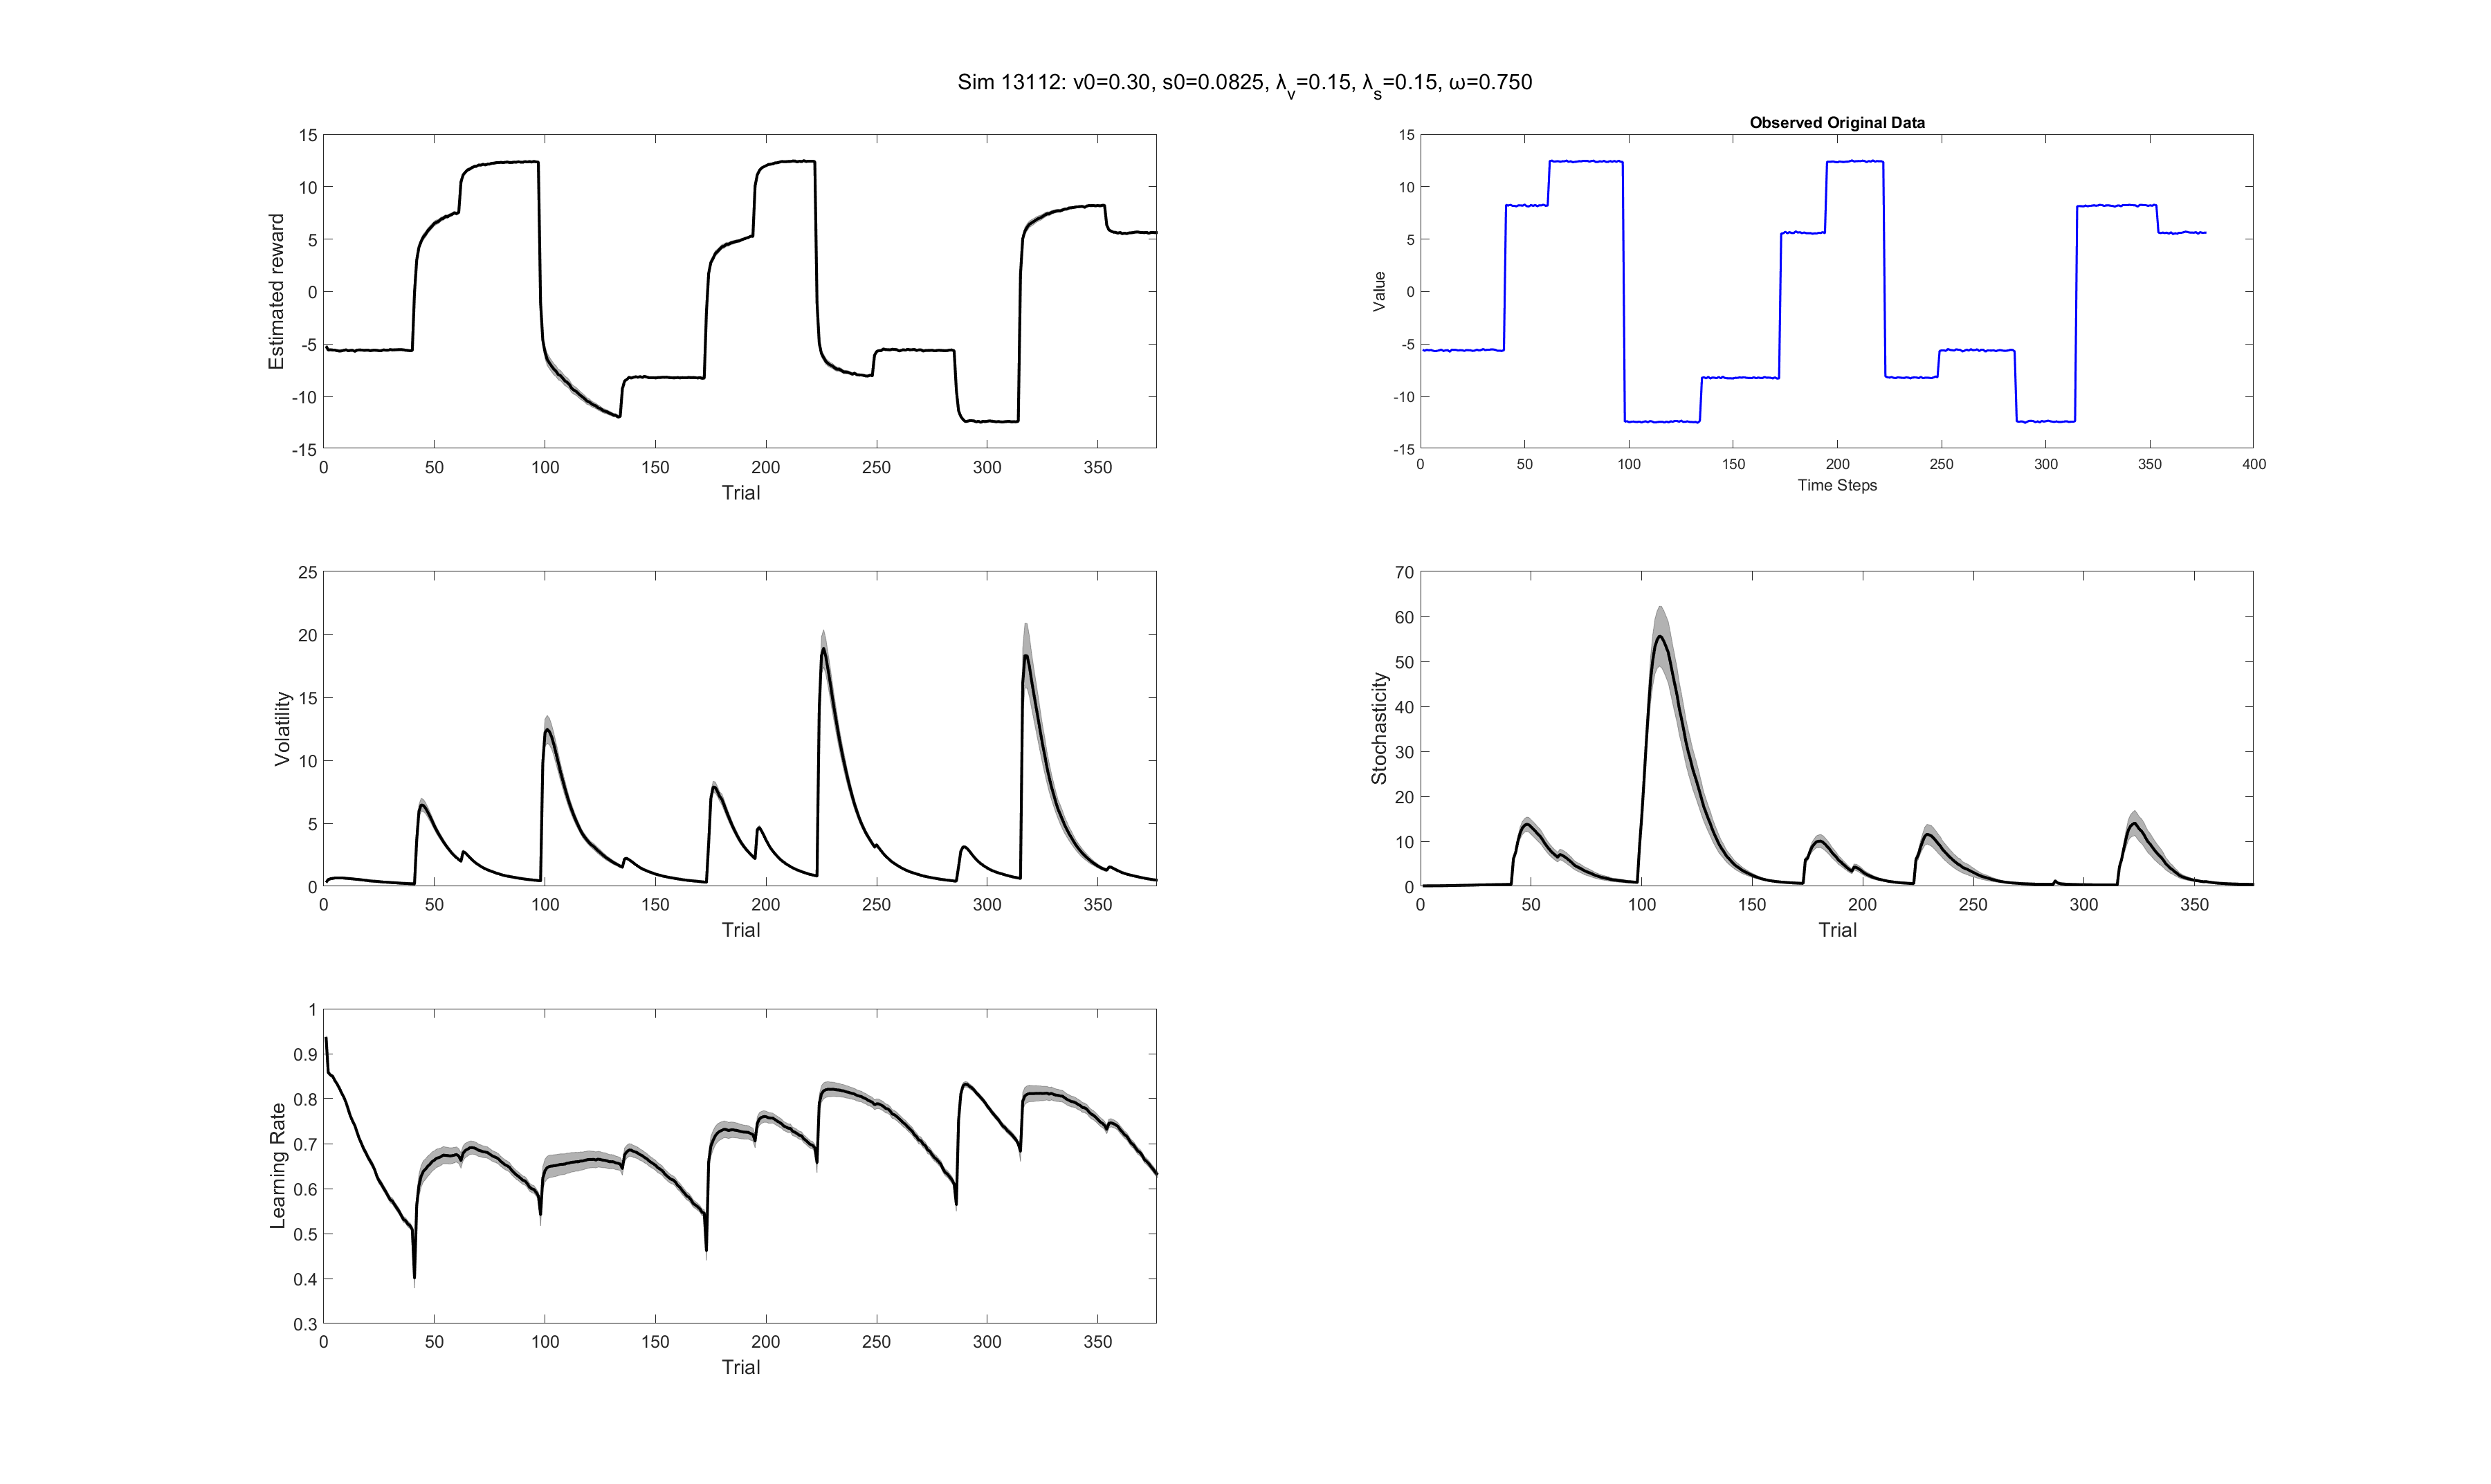 Sim 13112: v0=0.30, s0=0.0825, λ_v=0.15, λ_s=0.15, ω=0.750
15
10
5
0
-5
-10
-15
Estimated reward
0 50 100 150 200 250 300 350
Trial
Observed Original Data
15
10
5
0
-5
-10
-15
Value
0 50 100 150 200 250 300 350 400
Time Steps
25
20
15
10
5
0
Volatility
0 50 100 150 200 250 300 350
Trial
70
60
50
40
30
20
10
0
Stochasticity
0 50 100 150 200 250 300 350
Trial
1
0.9
0.8
0.7
0.6
0.5
0.4
0.3
Learning Rate
0 50 100 150 200 250 300 350
Trial